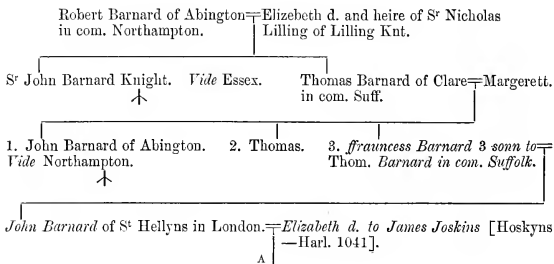 Robert Barnard of Abington = Elizebeth d. and heire of Sʳ Nicholas
in com. Northampton. Lilling of Lilling Knt.
Sʳ John Barnard Knight. Vide Essex. Thomas Barnard of Clare = Margerett.
in com. Suff.
1. John Barnard of Abington. 2. Thomas. 3. ffrauncess Barnard 3 sonn to =
Vide Northampton. Thom. Barnard in com. Suffolk.
John Barnard of Sᵗ Hellyns in London. = Elizabeth d. to James Joskins [Hoskyns
—Harl. 1041].
A